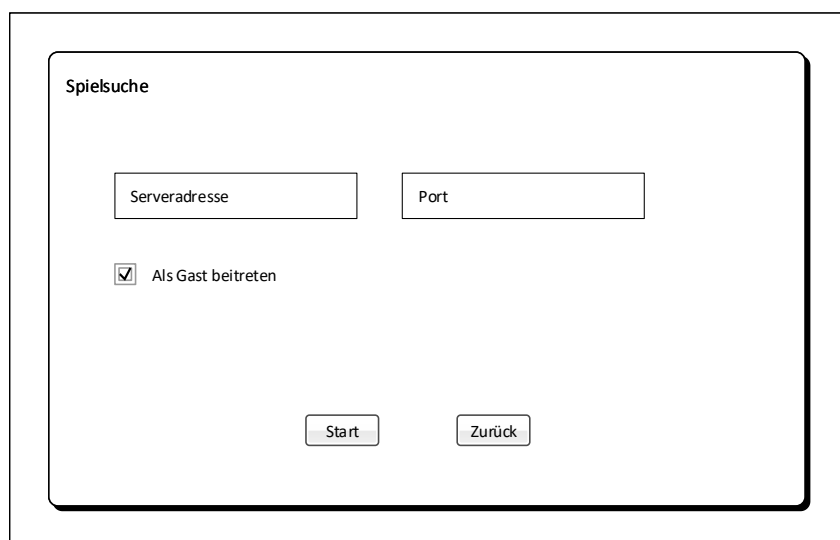 Spielsuche
Serveradresse
Port
Als Gast beitreten
Start
Zurück